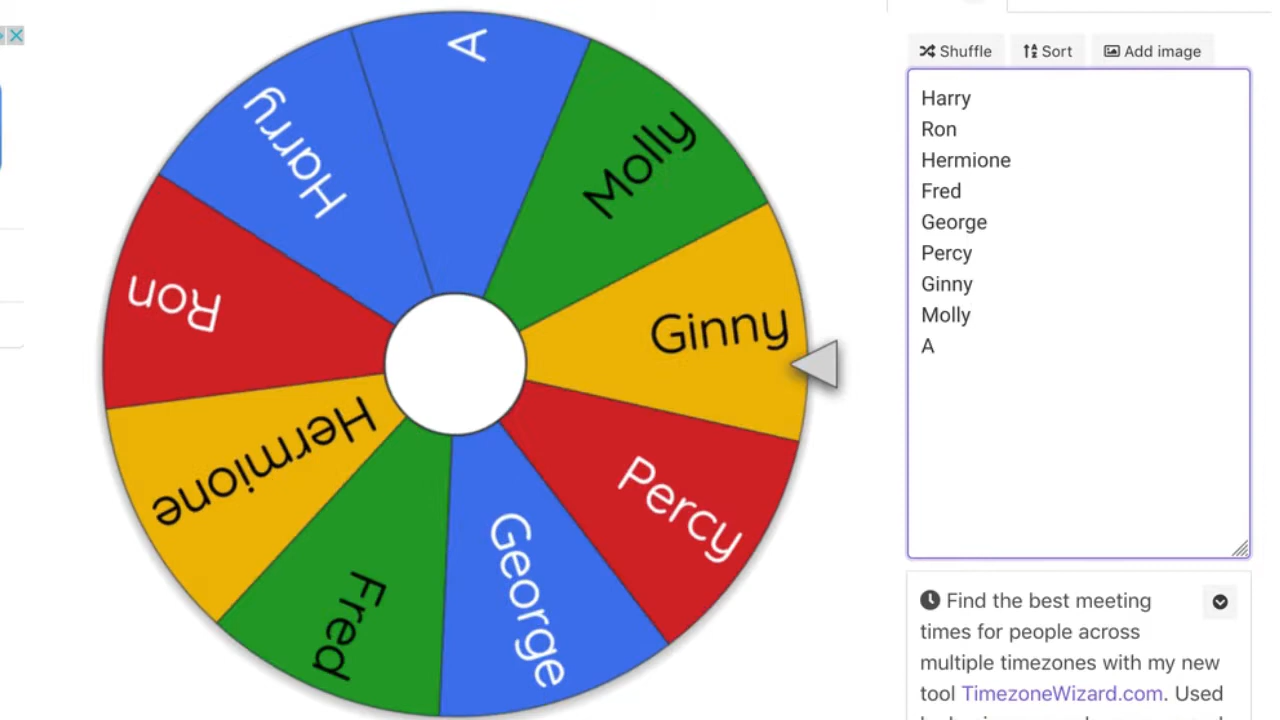 Shuffle
Sort
Add image
Harry
Ron
Hermione
Fred
George
Percy
Ginny
Molly
A
A
Molly
Ginny
Percy
George
Fred
Hermione
Ron
Harry
Find the best meeting
times for people across
multiple timezones with my new
tool TimezoneWizard.com. Used